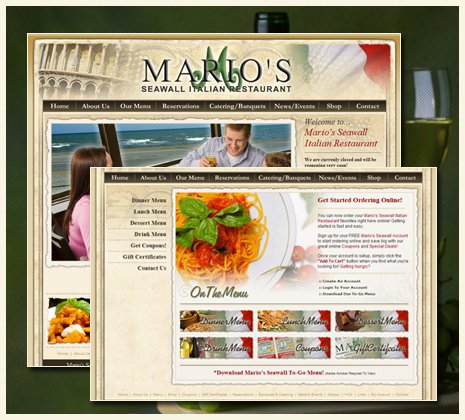 MARIO'S
SEAWALL ITALIAN RESTAURANT
Home About Us Our Menu Reservations Catering/Banquets News/Events Shop Contact
Welcome to...
Mario's Seawall
Italian Restaurant
We are currently closed and will be
reopening very soon!
Home About Us Our Menu Reservations Catering/Banquets News/Events Shop Contact
Dinner Menu
Lunch Menu
Dessert Menu
Drink Menu
Get Coupons!
Gift Certificates
Contact Us
Get Started Ordering Online!
You can now order your Mario's Seawall Italian
Restaurant favorites right here online! Getting
started is fast and easy.
Sign up for your FREE Mario's Seawall Account
to start ordering online and save big with our
great online Coupons and Special Deals!
Once your account is setup, simply click the
"Add To Cart" button when you find what you're
looking for! Getting hungry?
» Create An Account
» Login To Your Account
» Download Our To-Go Menu
On The Menu
Dinner Menu Lunch Menu Dessert Menu
Drink Menu Coupons Gift Certificates
*Download Mario's Seawall To-Go Menu! (Adobe Acrobat Required To View)